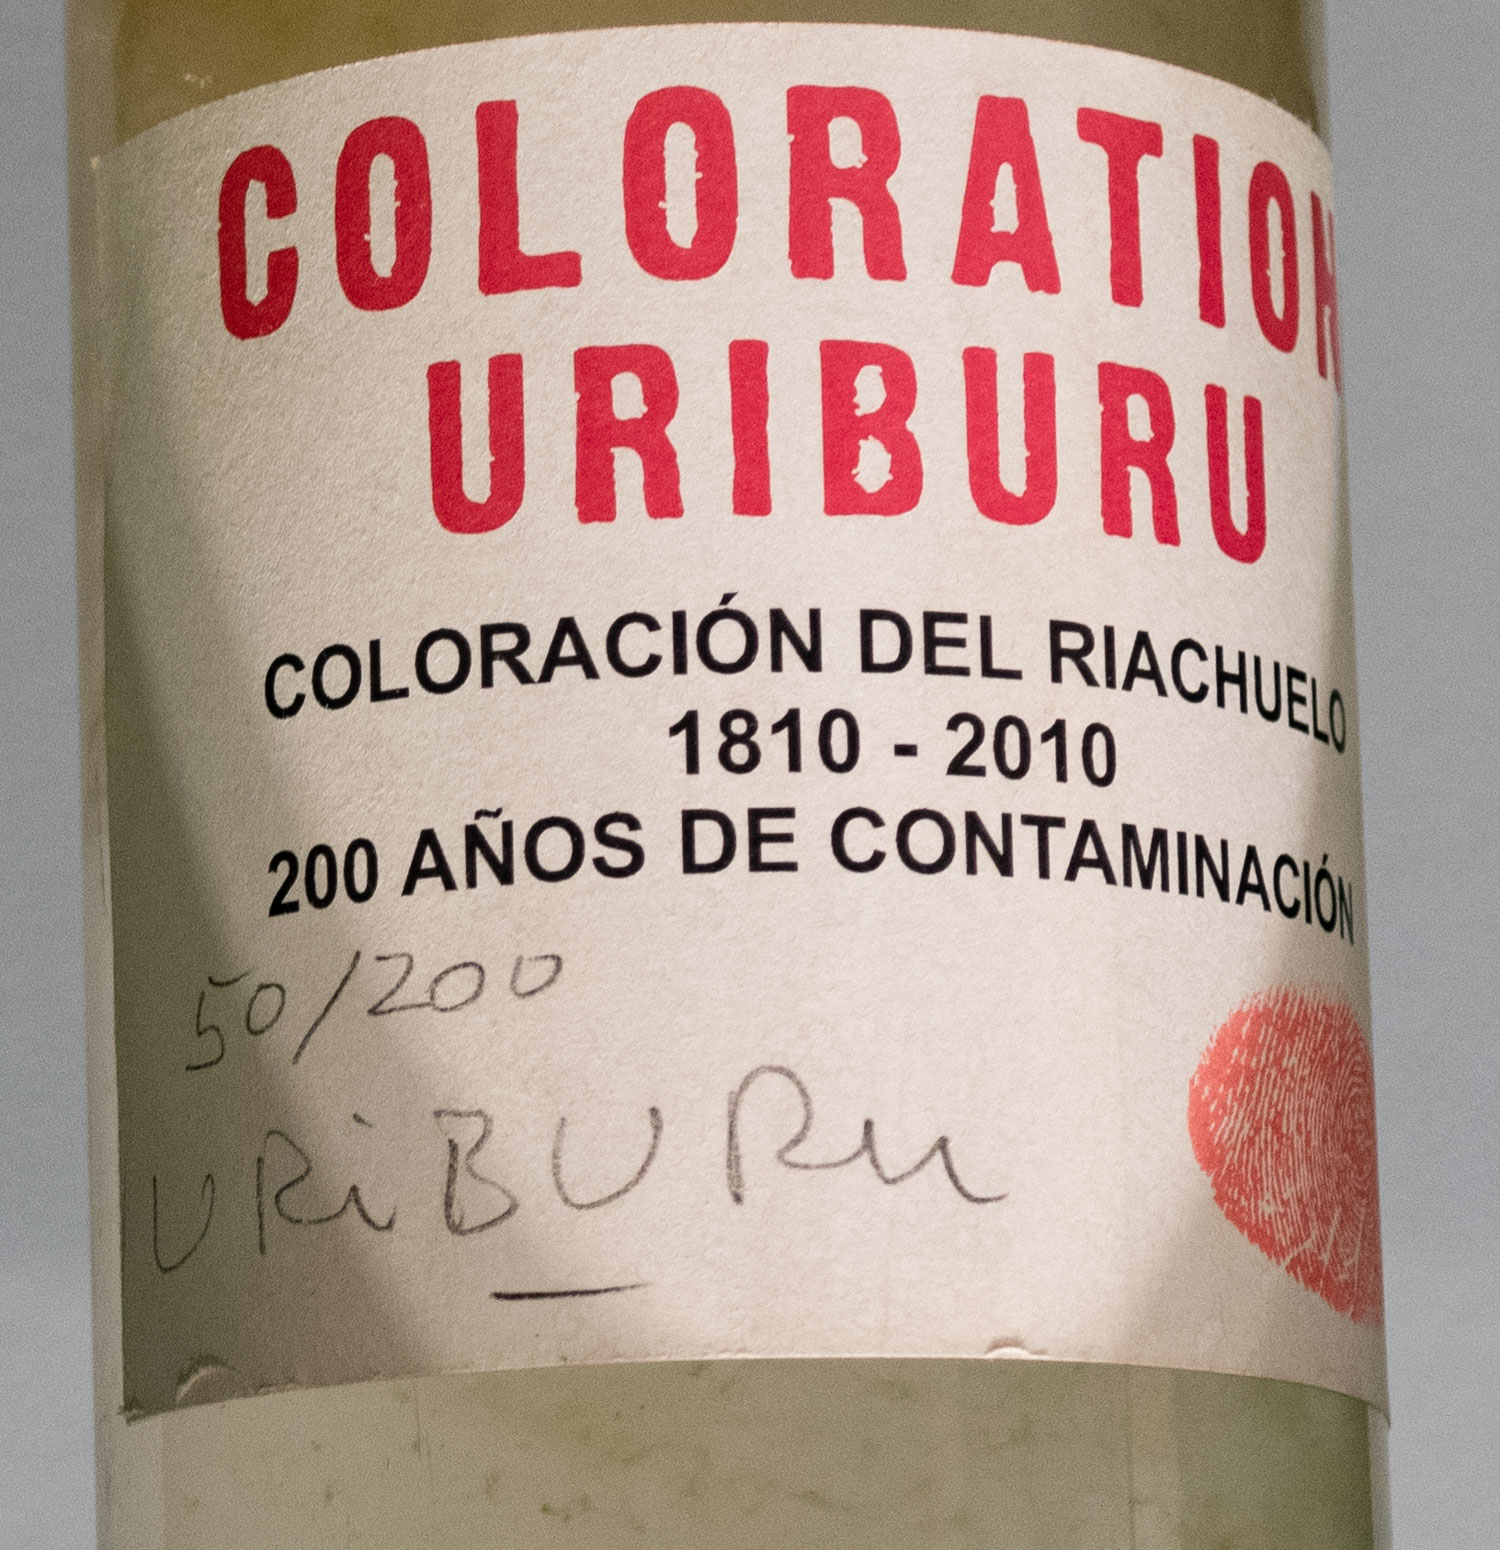 COLORATION
URIBURU
COLORACIÓN DEL RIACHUELO
1810 - 2010
200 AÑOS DE CONTAMINACIÓN
50/200
URiBURu